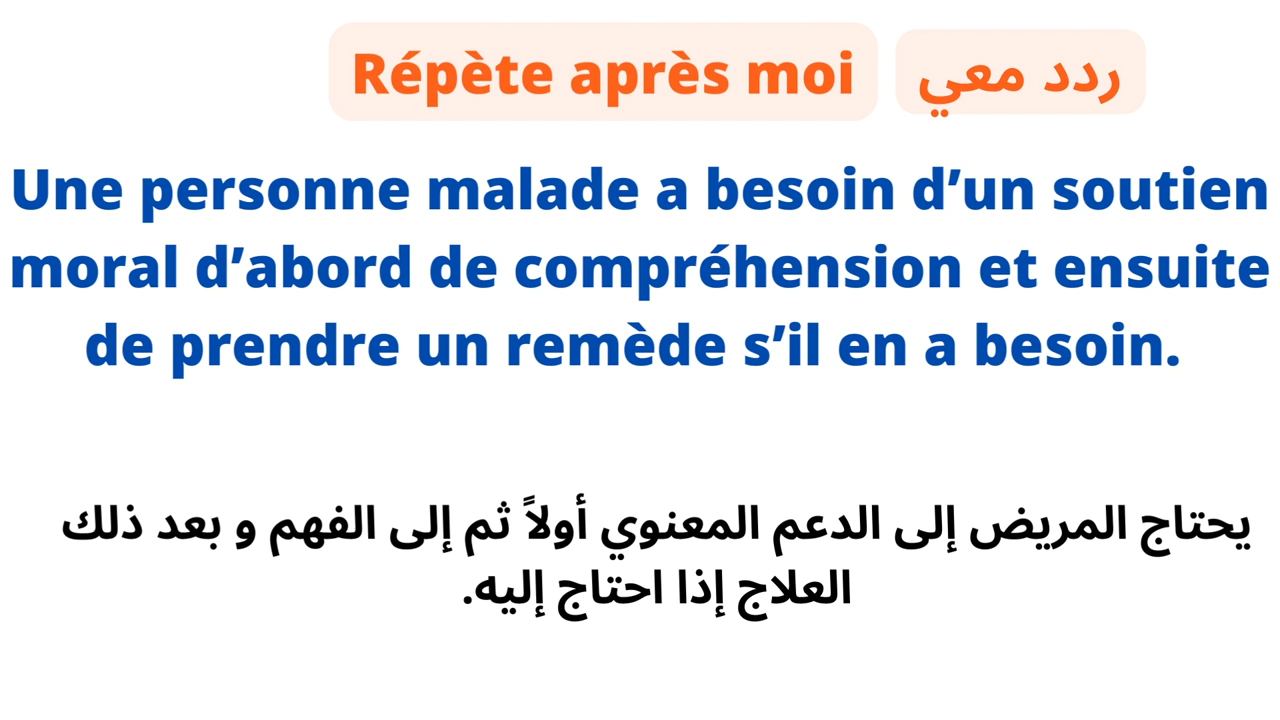 Répète après moi ردد معي
Une personne malade a besoin d’un soutien
moral d’abord de compréhension et ensuite
de prendre un remède s’il en a besoin.
يحتاج المريض إلى الدعم المعنوي أولاً ثم إلى الفهم و بعد ذلك
العلاج إذا احتاج إليه.